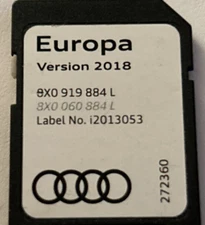 Europa
Version 2018
8X0 919 884 L
8X0 060 884 L
Label No. i2013053
272360